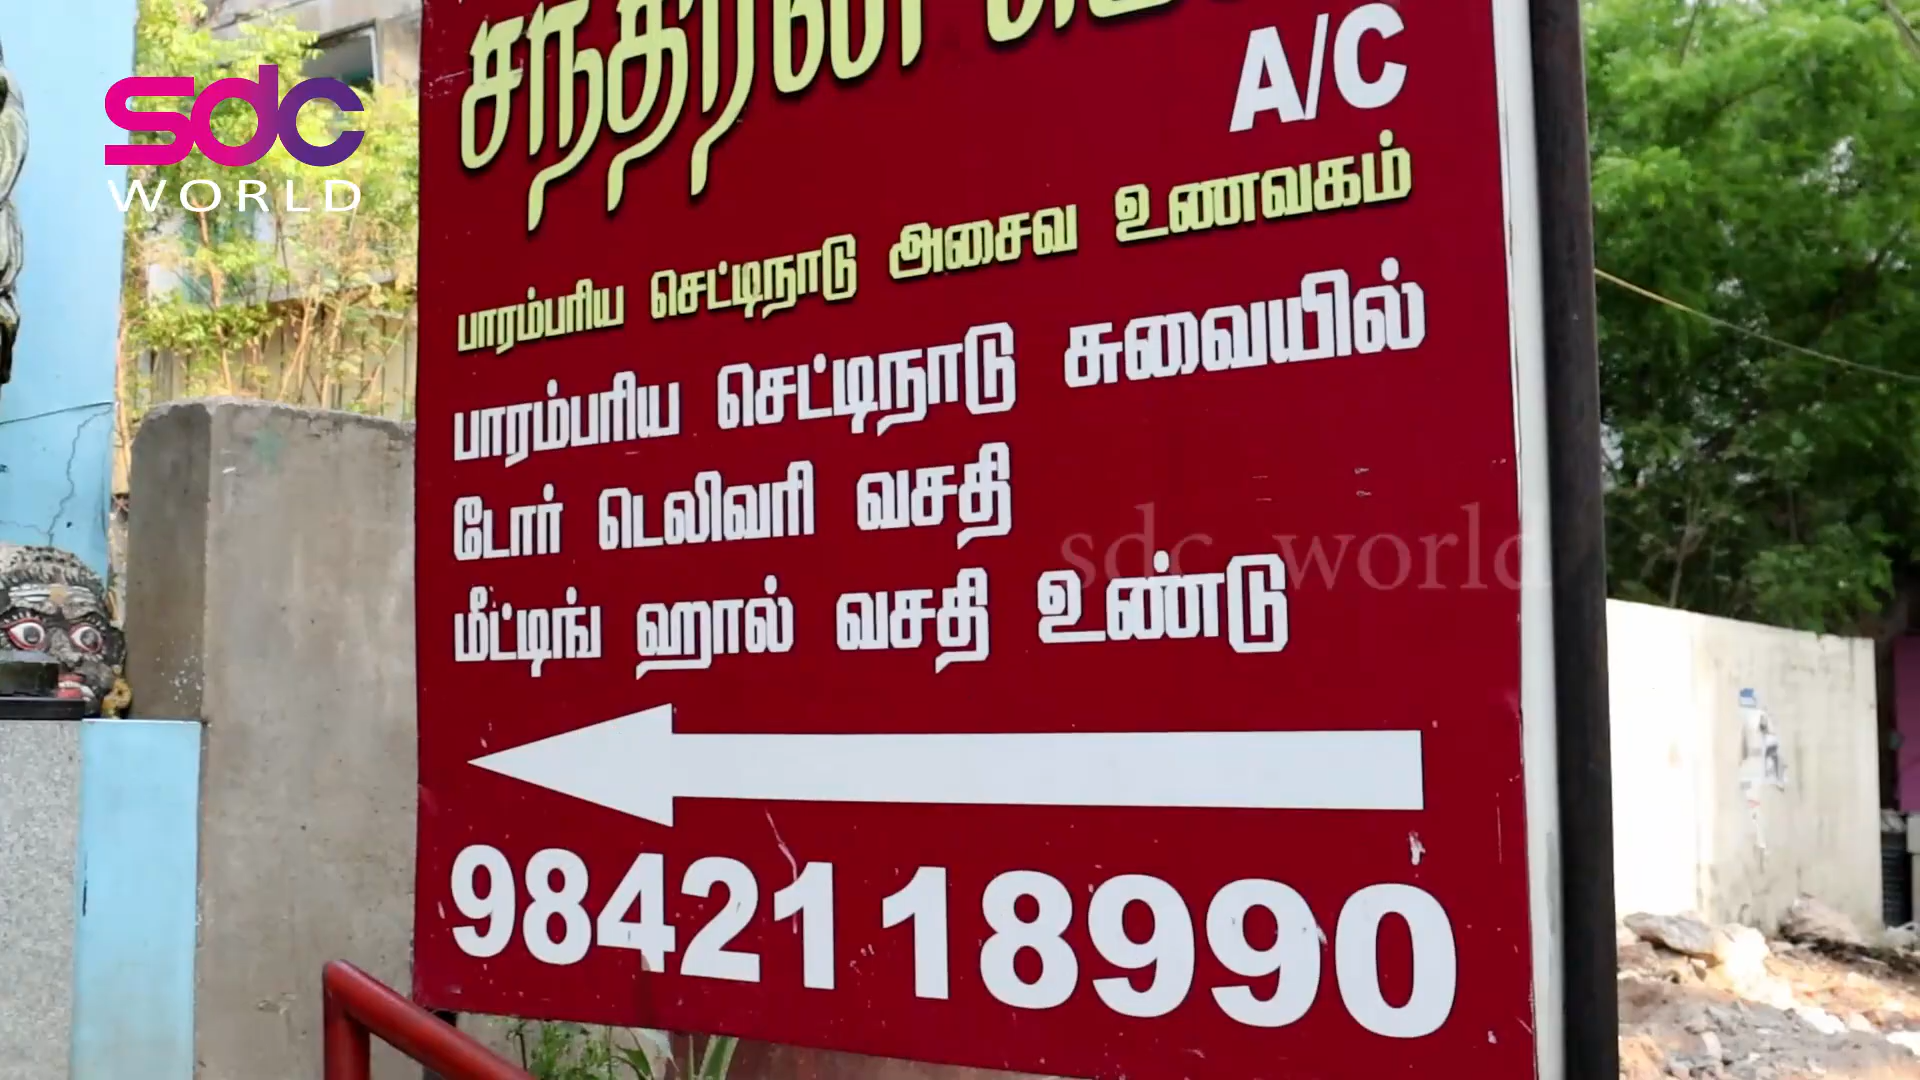 sdc
WORLD
A/C
பாரம்பரிய செட்டிநாடு அசைவ உணவகம்
பாரம்பரிய செட்டிநாடு சுவையில்
டோர் டெலிவரி வசதி
sdc world
மீட்டிங் ஹால் வசதி உண்டு
9842118990